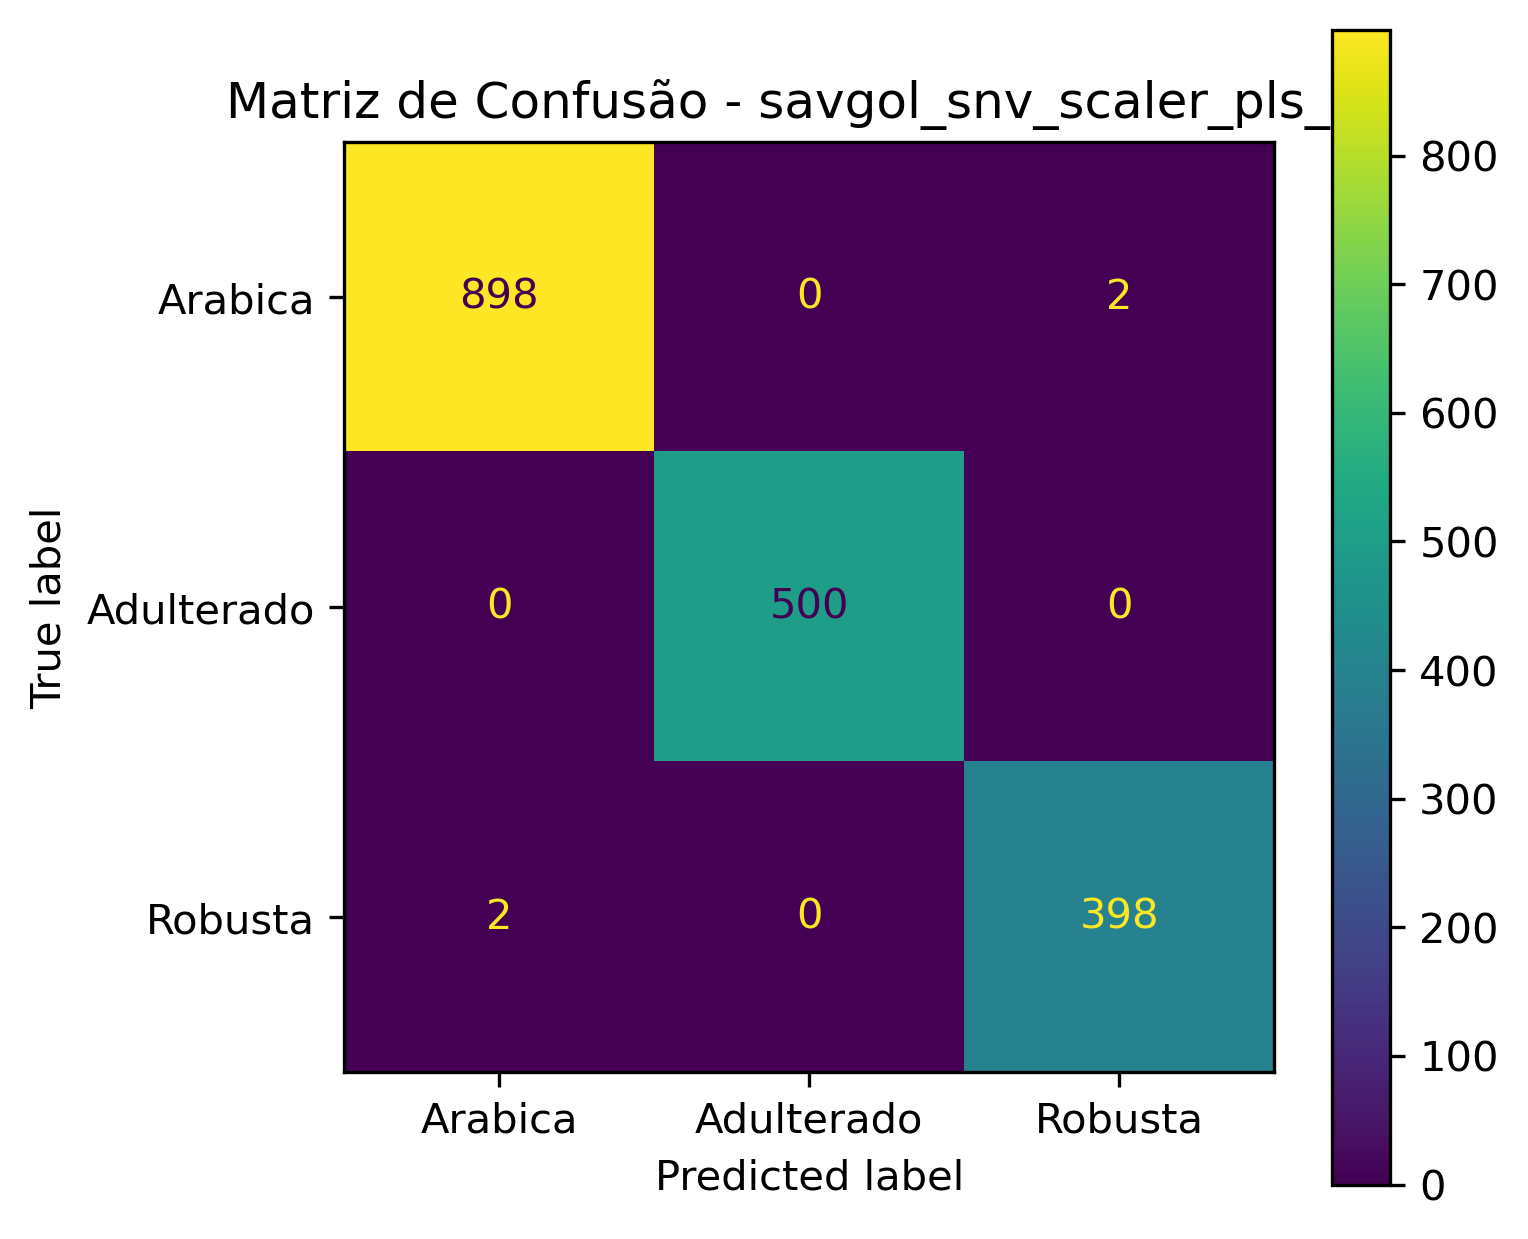 Matriz de Confusão - savgol_snv_scaler_pls_
Arabica 898 0 2
Adulterado 0 500 0
Robusta 2 0 398
Arabica Adulterado Robusta
Predicted label
True label
800
700
600
500
400
300
200
100
0